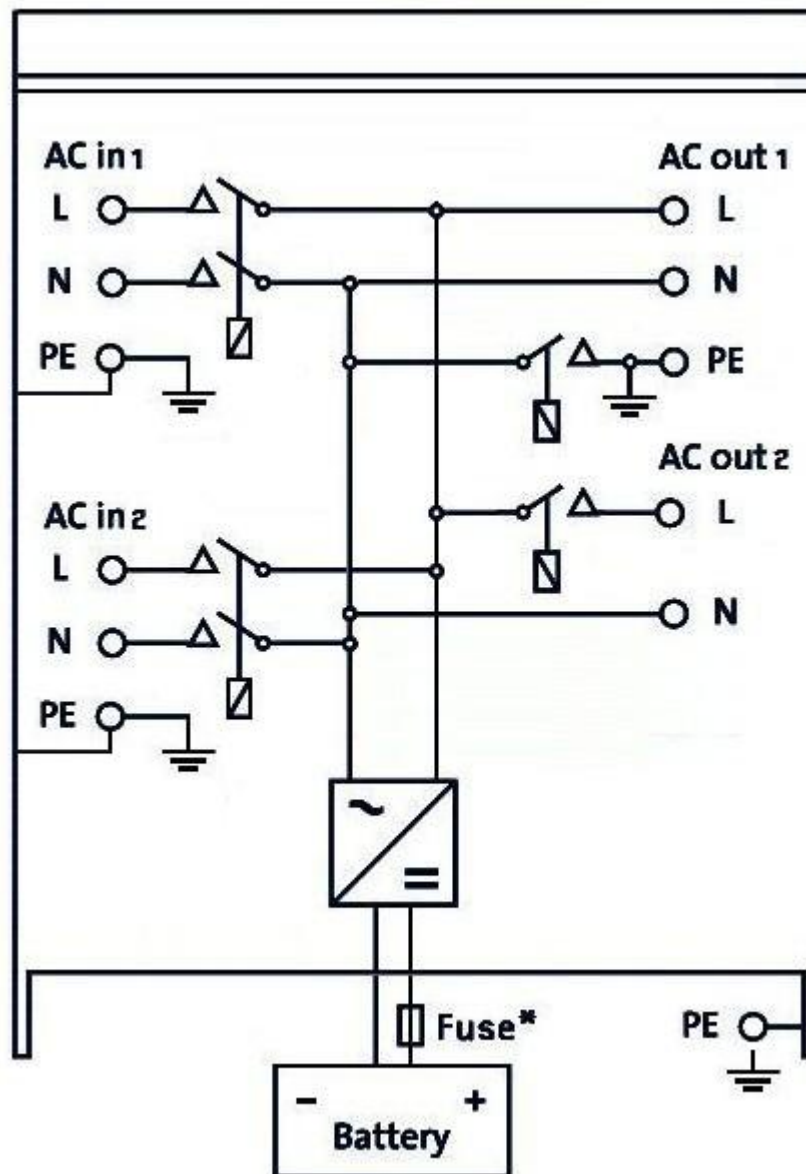 AC in 1
AC out 1
L
L
N
N
PE
PE
AC out 2
AC in 2
L
L
N
N
PE
Fuse*
PE
- +
Battery